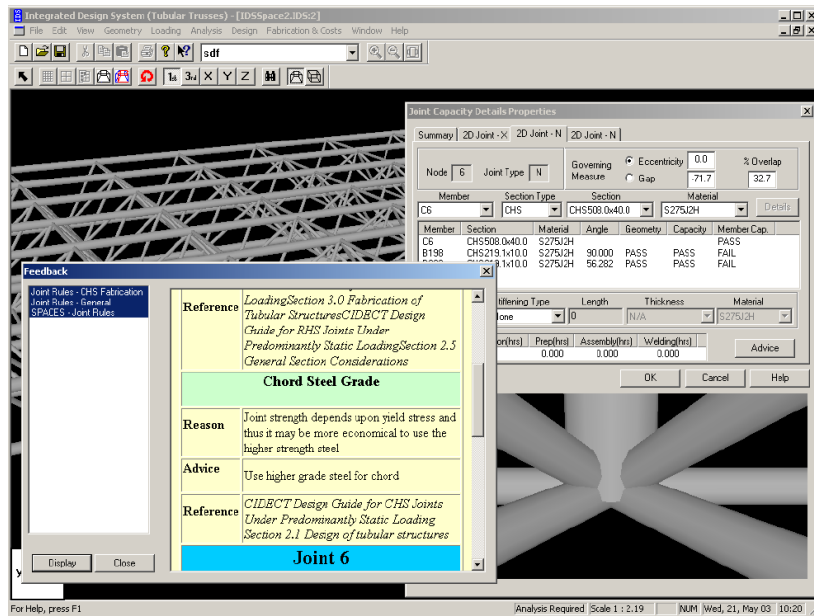 Integrated Design System (Tubular Trusses) - [IDSSpace2.IDS:2]
File Edit View Geometry Loading Analysis Design Fabrication & Costs Window Help
sdf
1st 3rd X Y Z
Joint Capacity Details Properties
Summary 2D Joint - X 2D Joint - N 2D Joint - N
Node 6 Joint Type N Governing Measure Eccentricity 0.0 % Overlap
Gap -71.7 32.7
Member Section Type Section Material
C6 CHS CHS508.0x40.0 S275J2H Details
Member Section Material Angle Geometry Capacity Member Cap.
C6 CHS508.0x40.0 S275J2H PASS
B198 CHS219.1x10.0 S275J2H 90.000 PASS PASS FAIL
S275J2H 56.282 PASS PASS FAIL
Type Length Thickness Material
0 N/A S275J2H
Prep(hrs) Assembly(hrs) Welding(hrs)
0.000 0.000 0.000 Advice
OK Cancel Help
Feedback
Joint Rules - CHS Fabrication
Joint Rules - General
SPACES - Joint Rules
Reference
LoadingSection 3.0 Fabrication of
Tubular StructuresCIDECT Design
Guide for RHS Joints Under
Predominantly Static LoadingSection 2.5
General Section Considerations
Chord Steel Grade
Reason
Joint strength depends upon yield stress and
thus it may be more economical to use the
higher strength steel
Advice
Use higher grade steel for chord
Reference
CIDECT Design Guide for CHS Joints
Under Predominantly Static Loading
Section 2.1 Design of tubular structures
Joint 6
Display Close
For Help, press F1 Analysis Required Scale 1 : 2.19 NUM Wed, 21, May 03 10:20